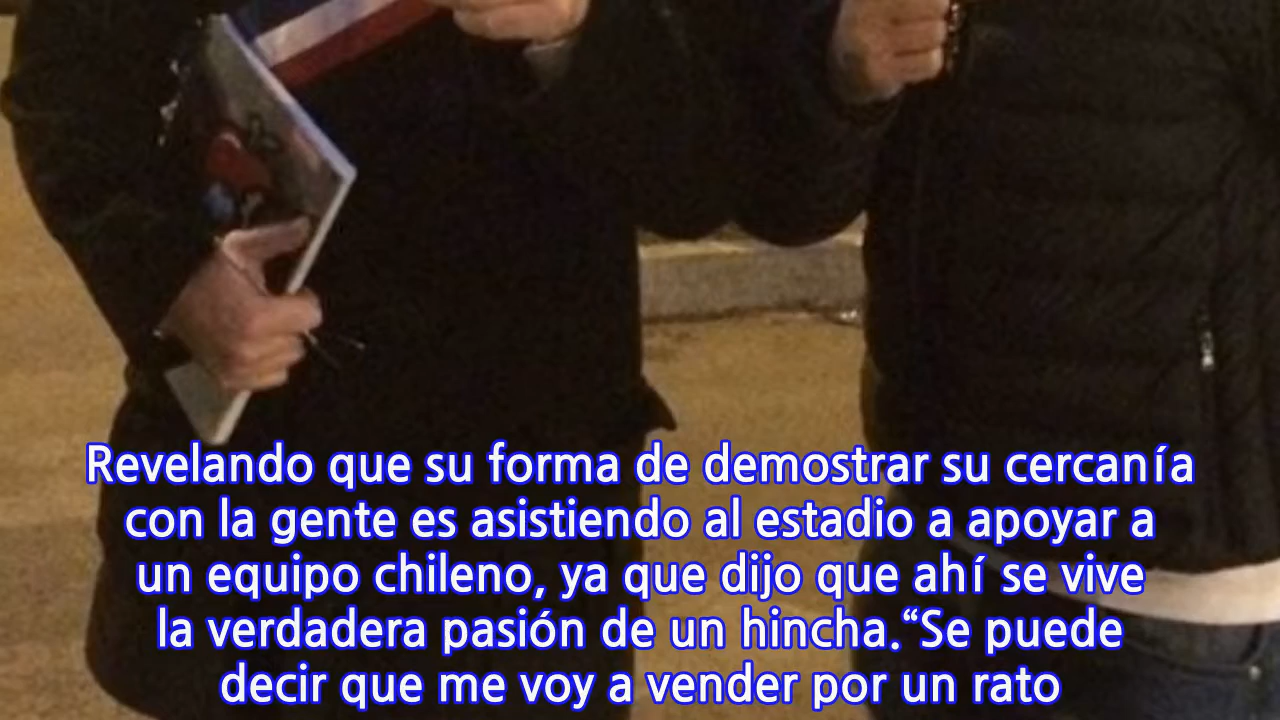 Revelando que su forma de demostrar su cercanía
con la gente es asistiendo al estadio a apoyar a
un equipo chileno, ya que dijo que ahí se vive
la verdadera pasión de un hincha.“Se puede
decir que me voy a vender por un rato